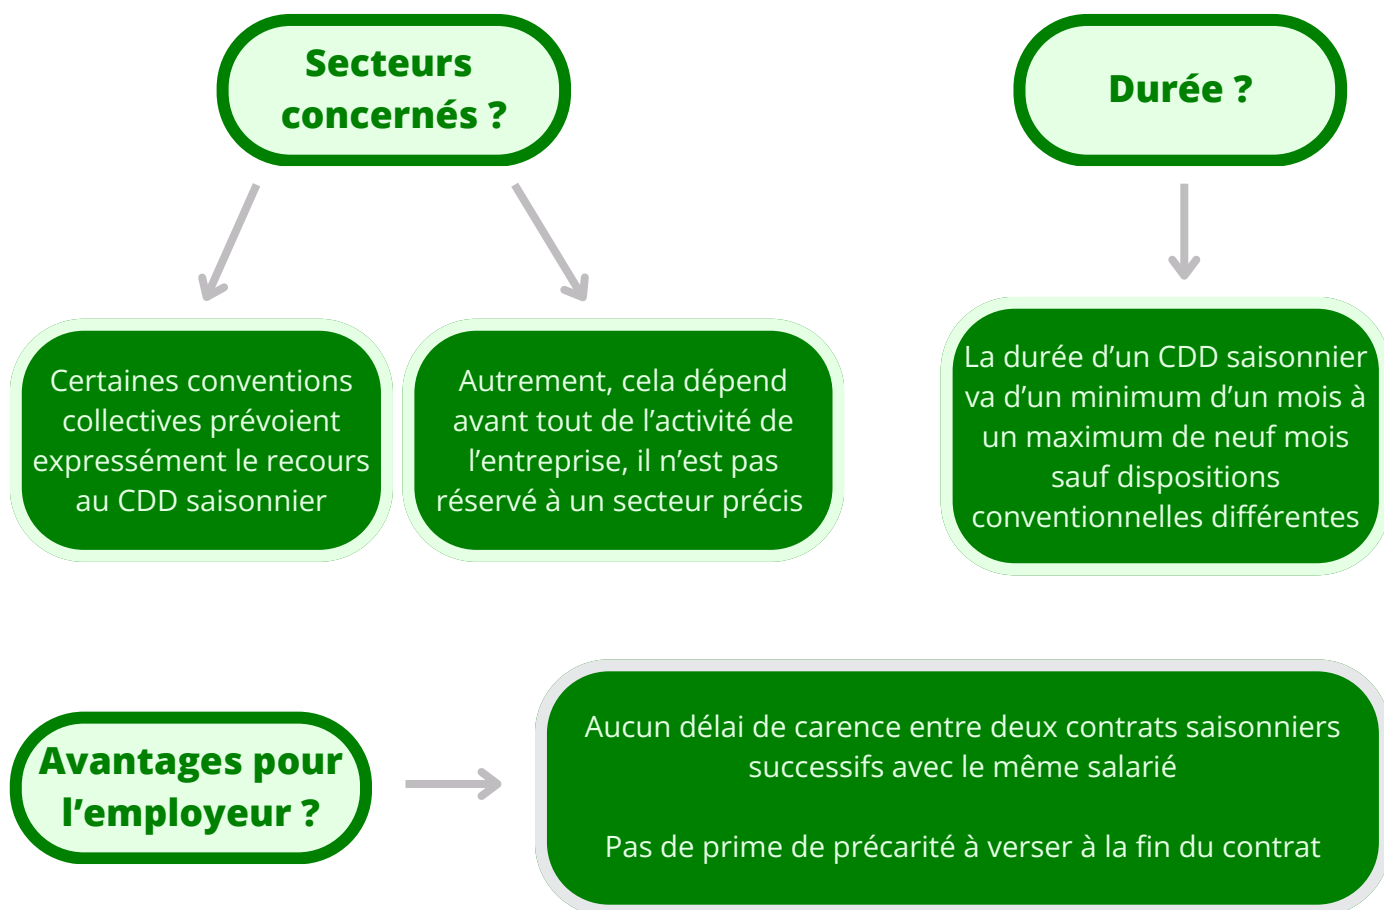 Secteurs
concernés ?
Durée ?
Certaines conventions
collectives prévoient
expressément le recours
au CDD saisonnier
Autrement, cela dépend
avant tout de l’activité de
l’entreprise, il n’est pas
réservé à un secteur précis
La durée d’un CDD saisonnier
va d’un minimum d’un mois à
un maximum de neuf mois
sauf dispositions
conventionnelles différentes
Avantages pour
l’employeur ?
Aucun délai de carence entre deux contrats saisonniers
successifs avec le même salarié
Pas de prime de précarité à verser à la fin du contrat